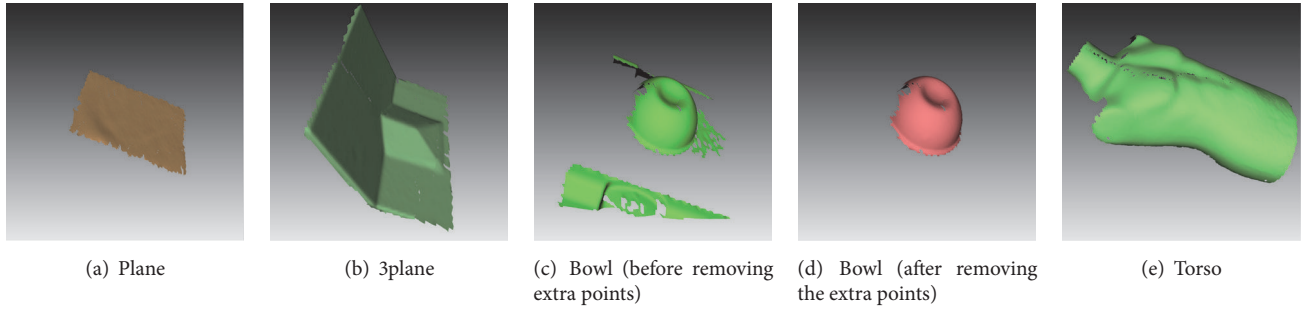 (a) Plane
(b) 3plane
(c) Bowl (before removing
extra points)
(d) Bowl (after removing
the extra points)
(e) Torso